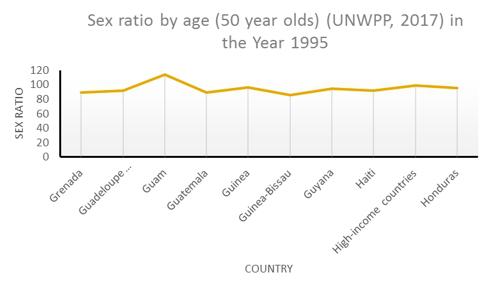 Sex ratio by age (50 year olds) (UNWPP, 2017) in
the Year 1995
SEX RATIO
120
100
80
60
40
20
0
Grenada
Guadeloupe...
Guam
Guatemala
Guinea
Guinea-Bissau
Guyana
Haiti
High-income countries
Honduras
COUNTRY